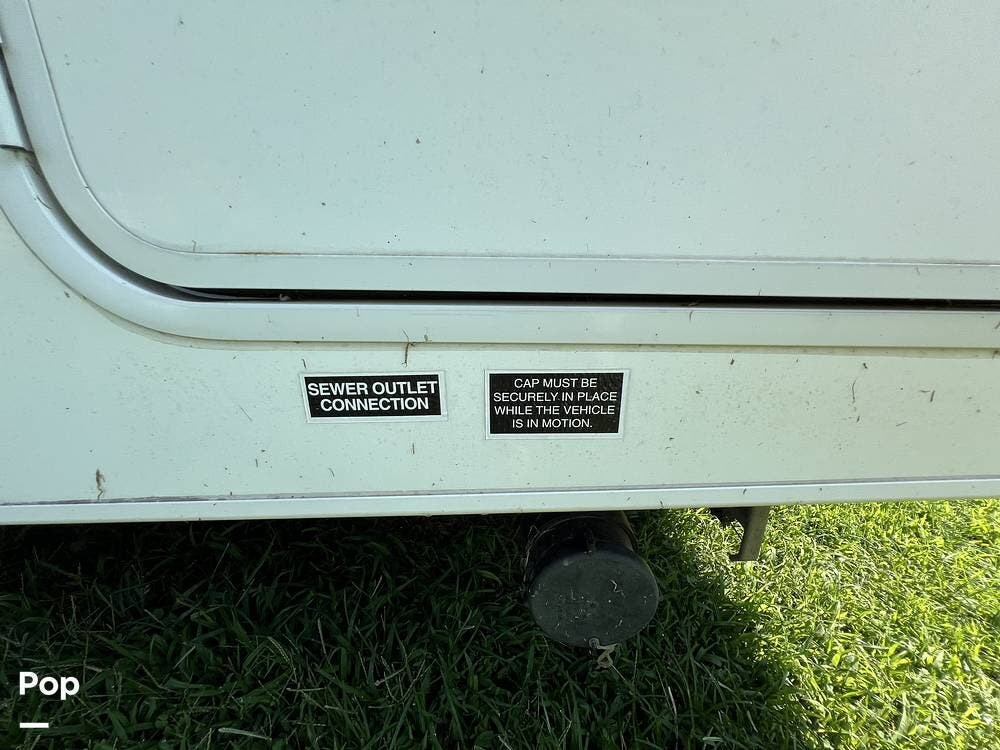 SEWER OUTLET
CONNECTION
CAP MUST BE
SECURELY IN PLACE
WHILE THE VEHICLE
IS IN MOTION.
Pop